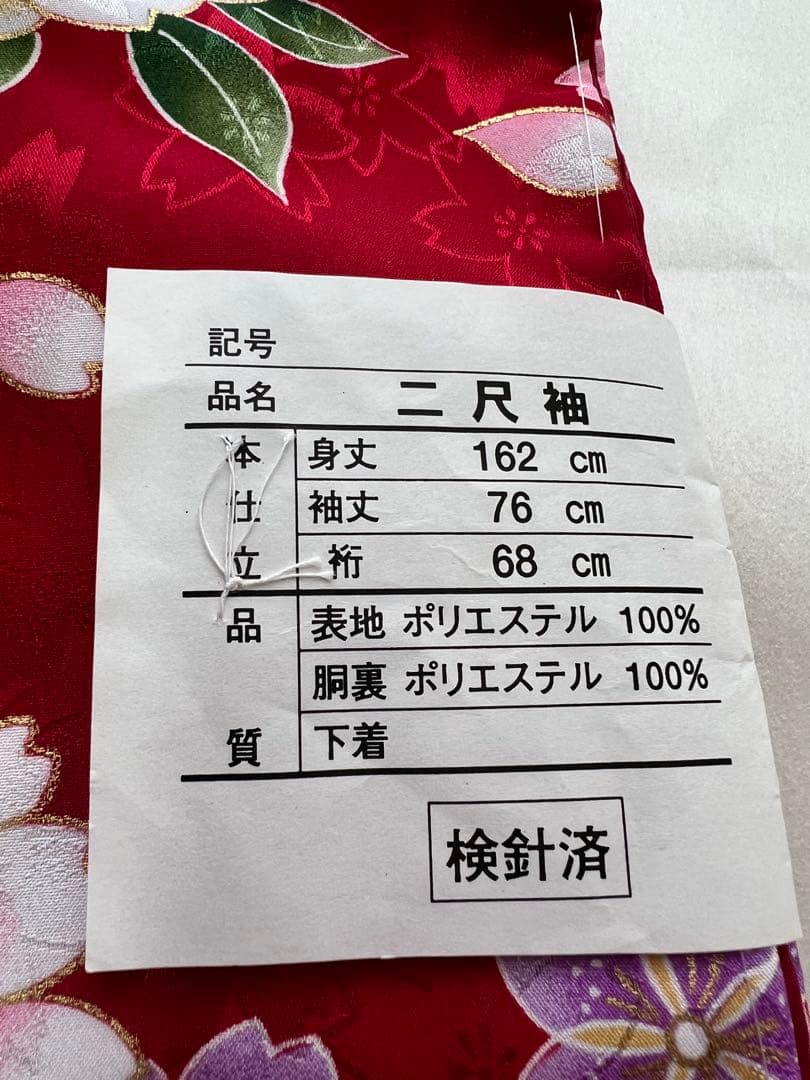 記号
品名 二尺袖
本 身丈 162 cm
仕 袖丈 76 cm
立 裄 68 cm
品 表地 ポリエステル 100%
胴裏 ポリエステル 100%
質 下着
検針済